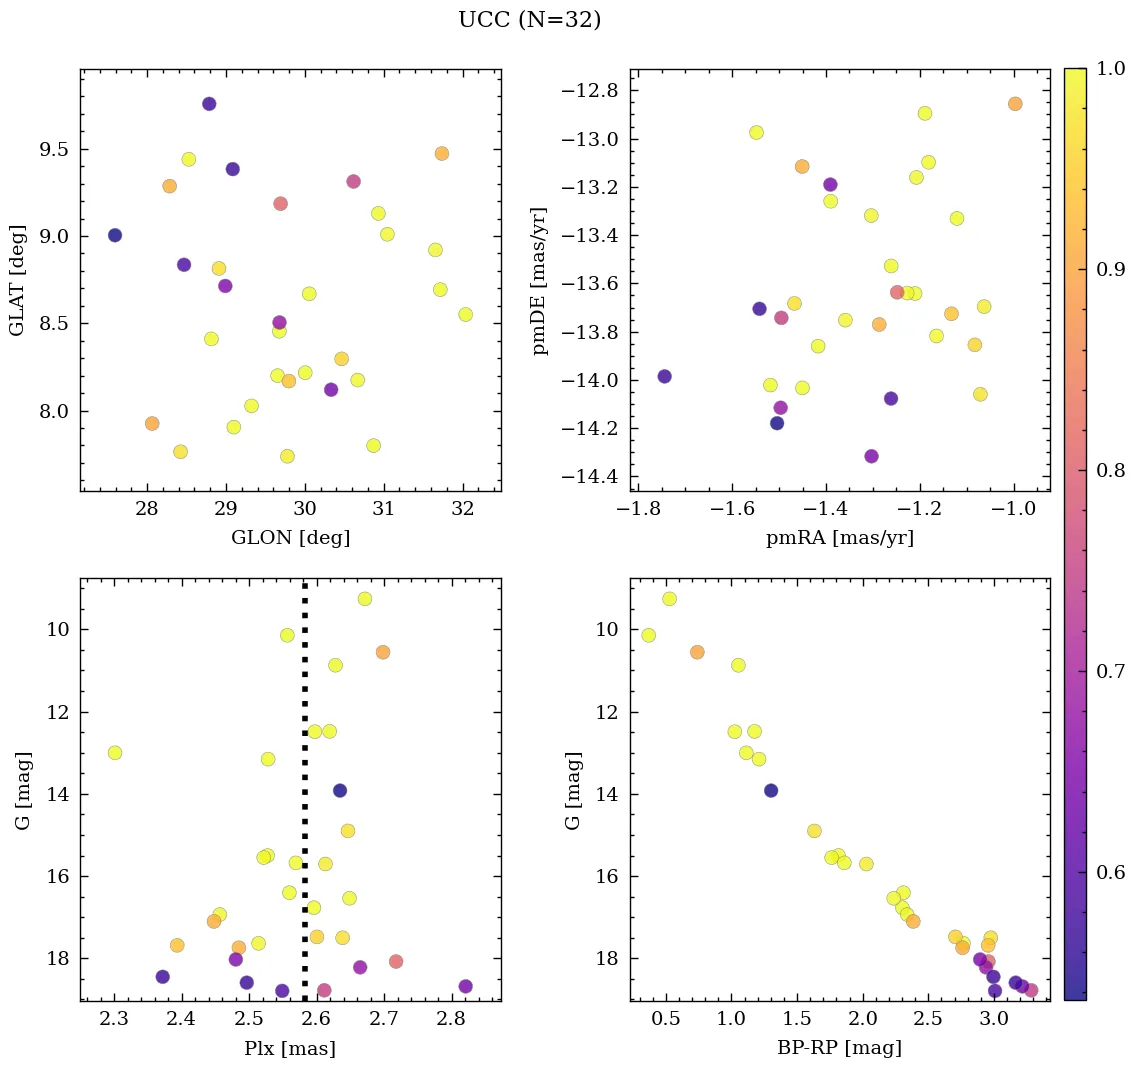 UCC (N=32)
9.5
9.0
8.5
8.0
GLAT [deg]
28 29 30 31 32
GLON [deg]
−12.8
−13.0
−13.2
−13.4
−13.6
−13.8
−14.0
−14.2
−14.4
pmDE [mas/yr]
−1.8 −1.6 −1.4 −1.2 −1.0
pmRA [mas/yr]
10
12
14
16
18
G [mag]
2.3 2.4 2.5 2.6 2.7 2.8
Plx [mas]
10
12
14
16
18
G [mag]
0.5 1.0 1.5 2.0 2.5 3.0
BP-RP [mag]
1.0
0.9
0.8
0.7
0.6